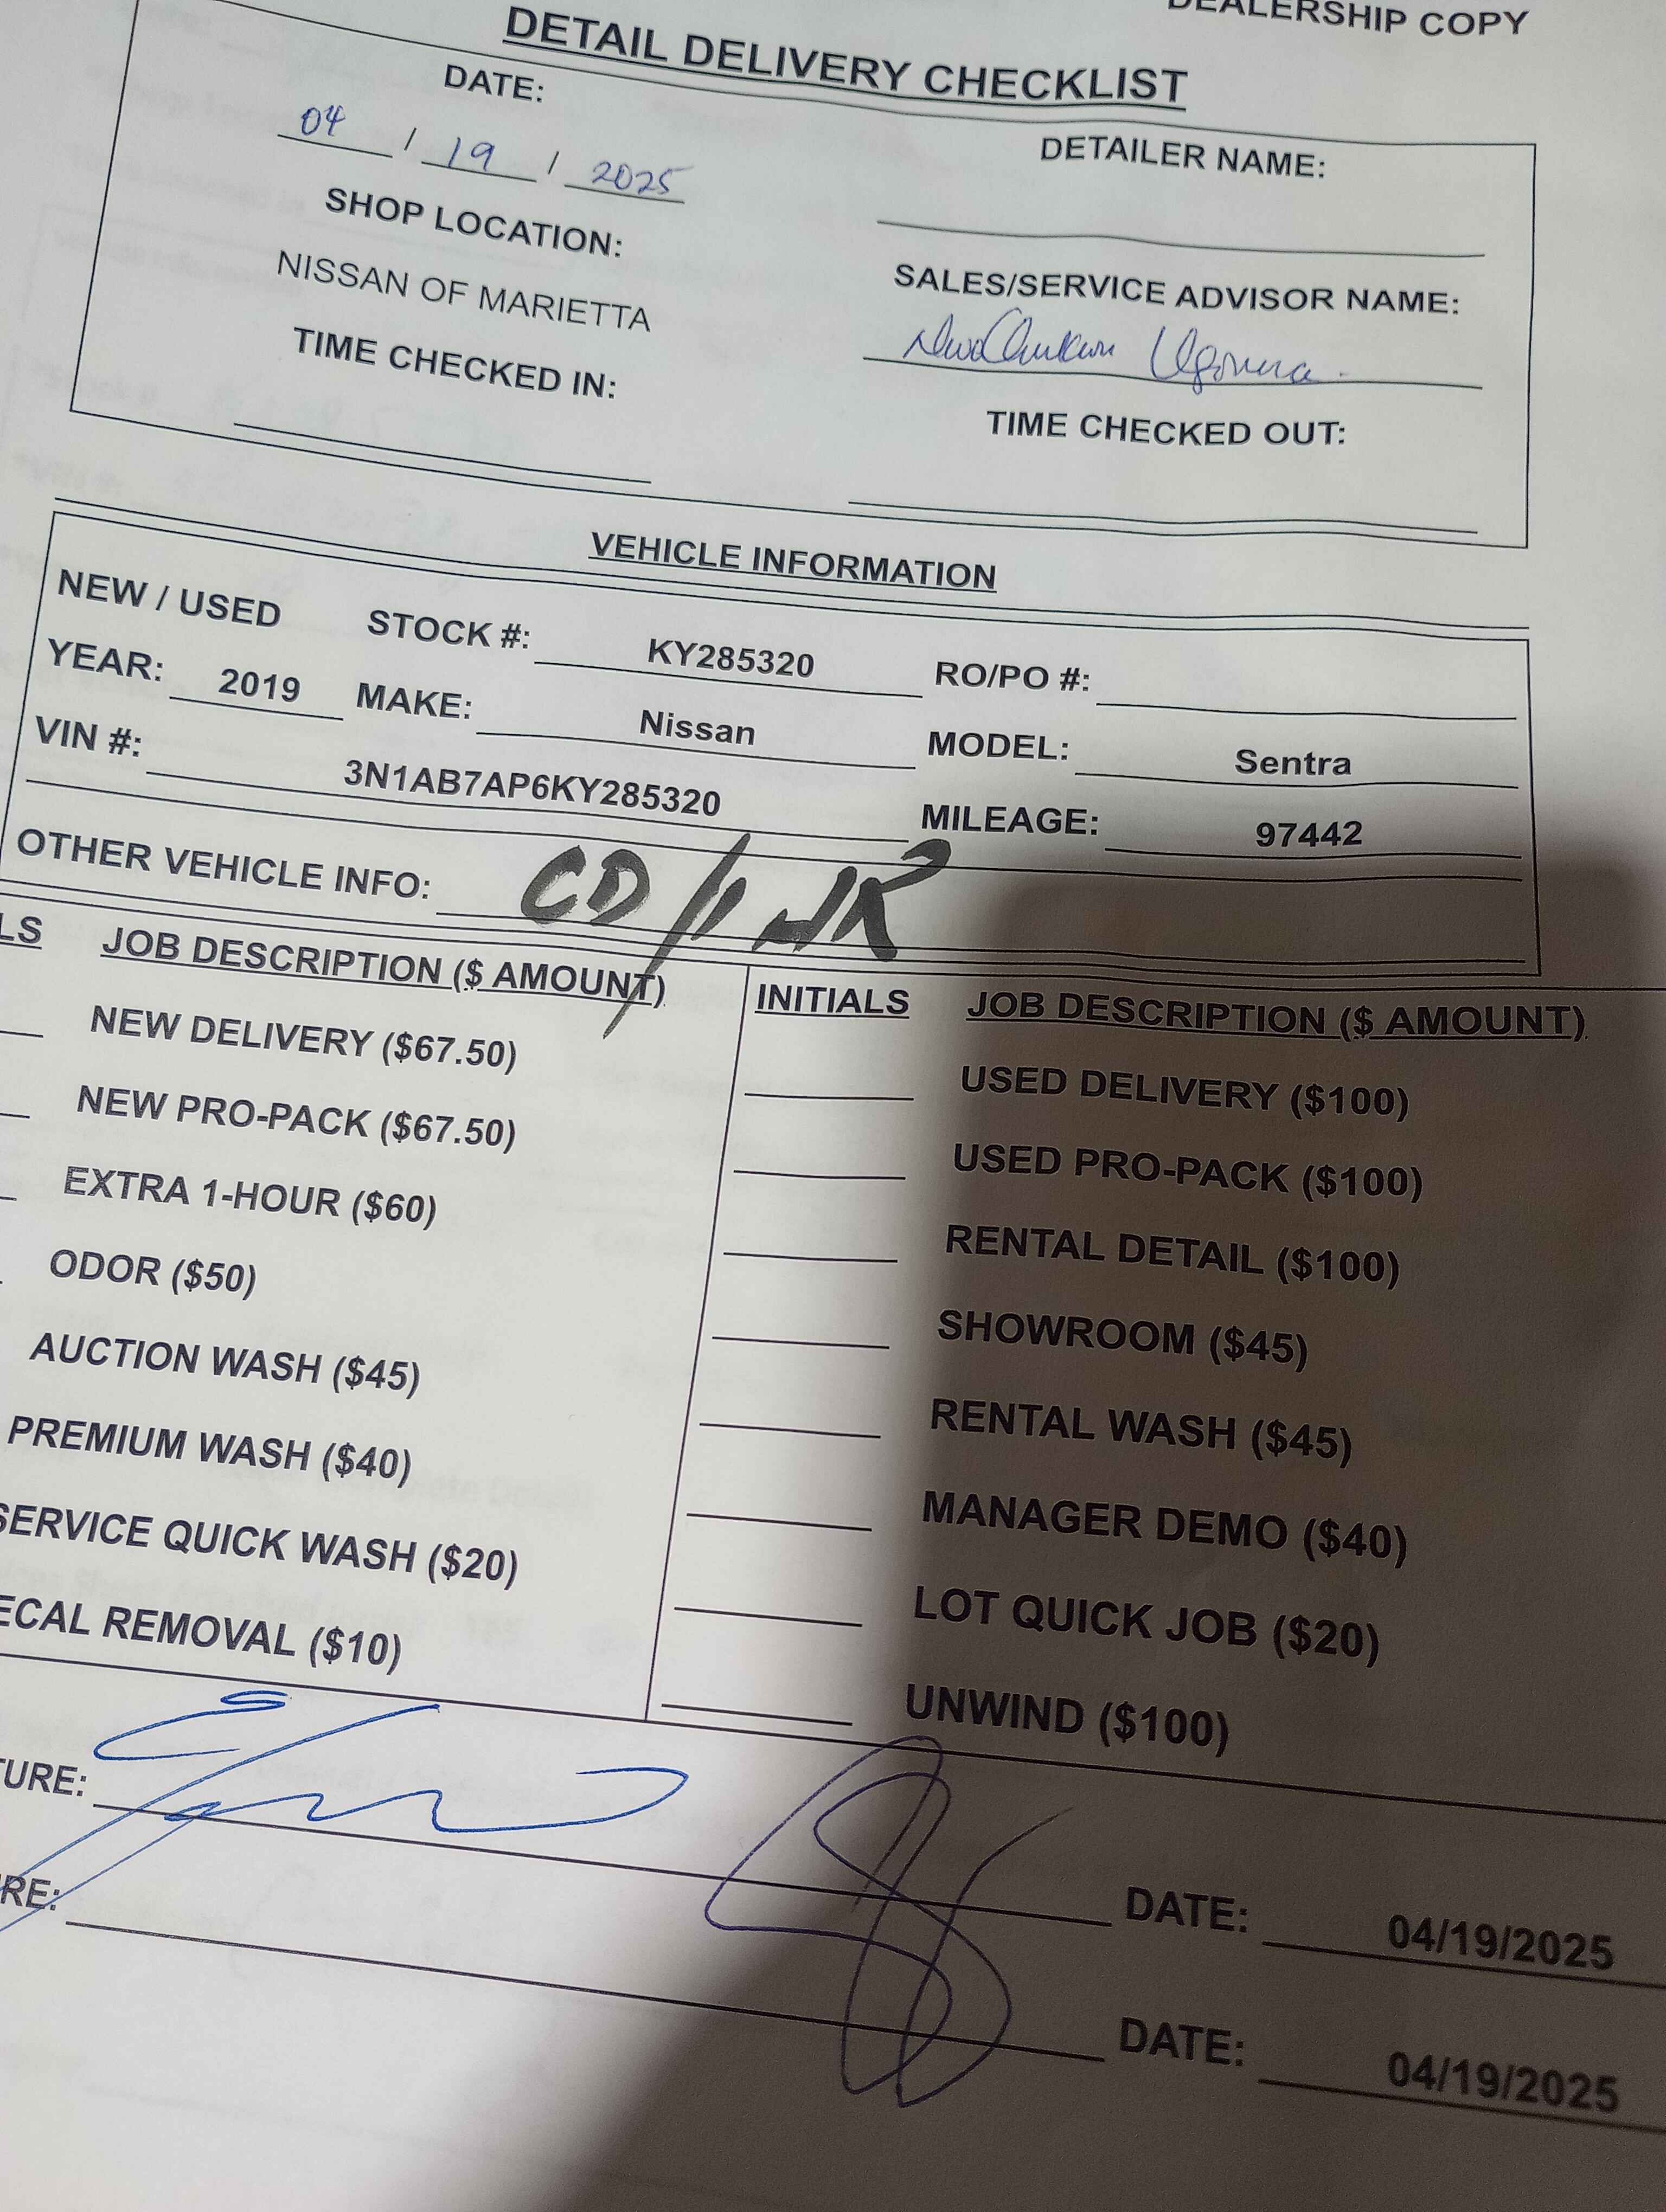 DEALERSHIP COPY
DETAIL DELIVERY CHECKLIST
DATE:
04 / 19 / 2025
DETAILER NAME:
SHOP LOCATION:
NISSAN OF MARIETTA
SALES/SERVICE ADVISOR NAME:
TIME CHECKED IN:
TIME CHECKED OUT:
VEHICLE INFORMATION
NEW / USED STOCK #: KY285320 RO/PO #:
YEAR: 2019 MAKE: Nissan MODEL: Sentra
VIN #: 3N1AB7AP6KY285320 MILEAGE: 97442
OTHER VEHICLE INFO: CD
LS JOB DESCRIPTION ($ AMOUNT) INITIALS JOB DESCRIPTION ($ AMOUNT)
NEW DELIVERY ($67.50) USED DELIVERY ($100)
NEW PRO-PACK ($67.50) USED PRO-PACK ($100)
EXTRA 1-HOUR ($60) RENTAL DETAIL ($100)
ODOR ($50) SHOWROOM ($45)
AUCTION WASH ($45) RENTAL WASH ($45)
PREMIUM WASH ($40) MANAGER DEMO ($40)
SERVICE QUICK WASH ($20) LOT QUICK JOB ($20)
ECAL REMOVAL ($10) UNWIND ($100)
TURE: DATE: 04/19/2025
RE: DATE: 04/19/2025